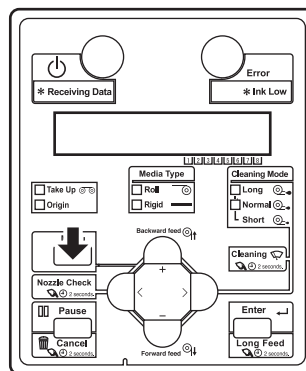 Error
* Receiving Data
* Ink Low
1 2 3 4 5 6 7 8
Media Type
Cleaning Mode
Take Up
Origin
Roll
Rigid
Long
Normal
Short
Backward feed
Cleaning
2 seconds.
Nozzle Check
2 seconds.
+
< >
−
Pause
Cancel
2 seconds.
Enter
Long Feed
2 seconds.
Forward feed